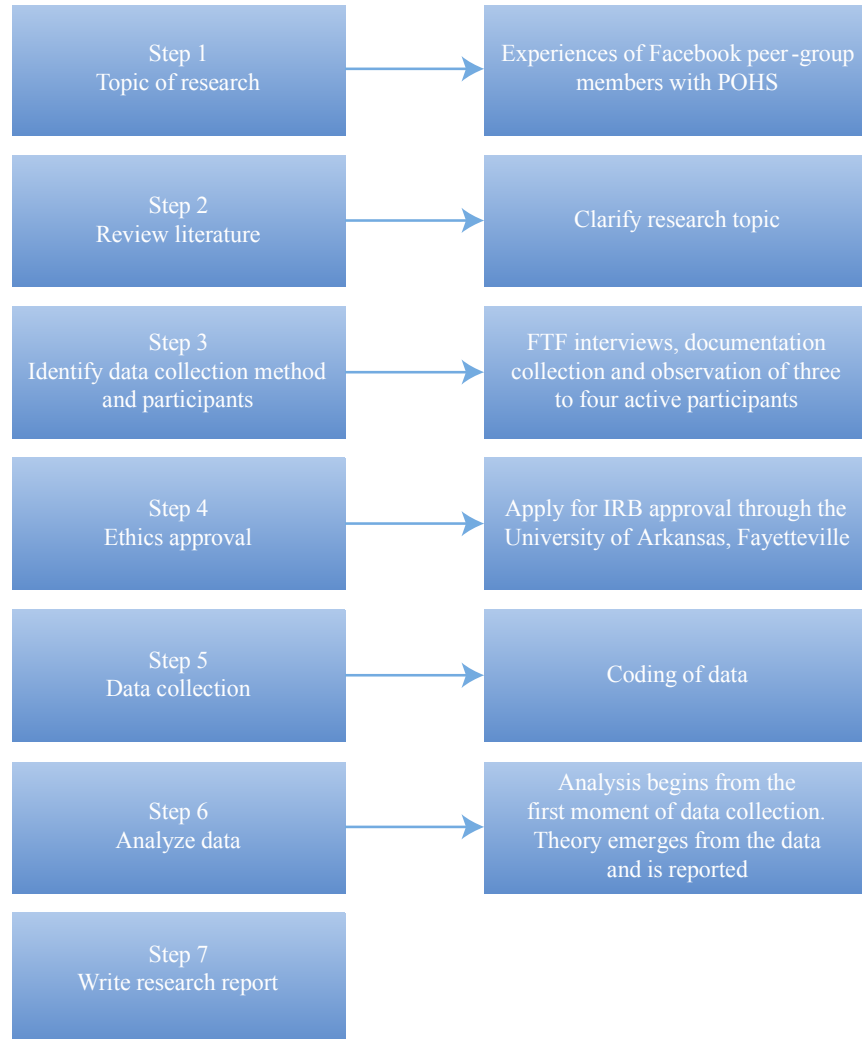 Step 1
Topic of research
Experiences of Facebook peer-group
members with POHS
Step 2
Review literature
Clarify research topic
Step 3
Identify data collection method
and participants
FTF interviews, documentation
collection and observation of three
to four active participants
Step 4
Ethics approval
Apply for IRB approval through the
University of Arkansas, Fayetteville
Step 5
Data collection
Coding of data
Step 6
Analyze data
Analysis begins from the
first moment of data collection.
Theory emerges from the data
and is reported
Step 7
Write research report